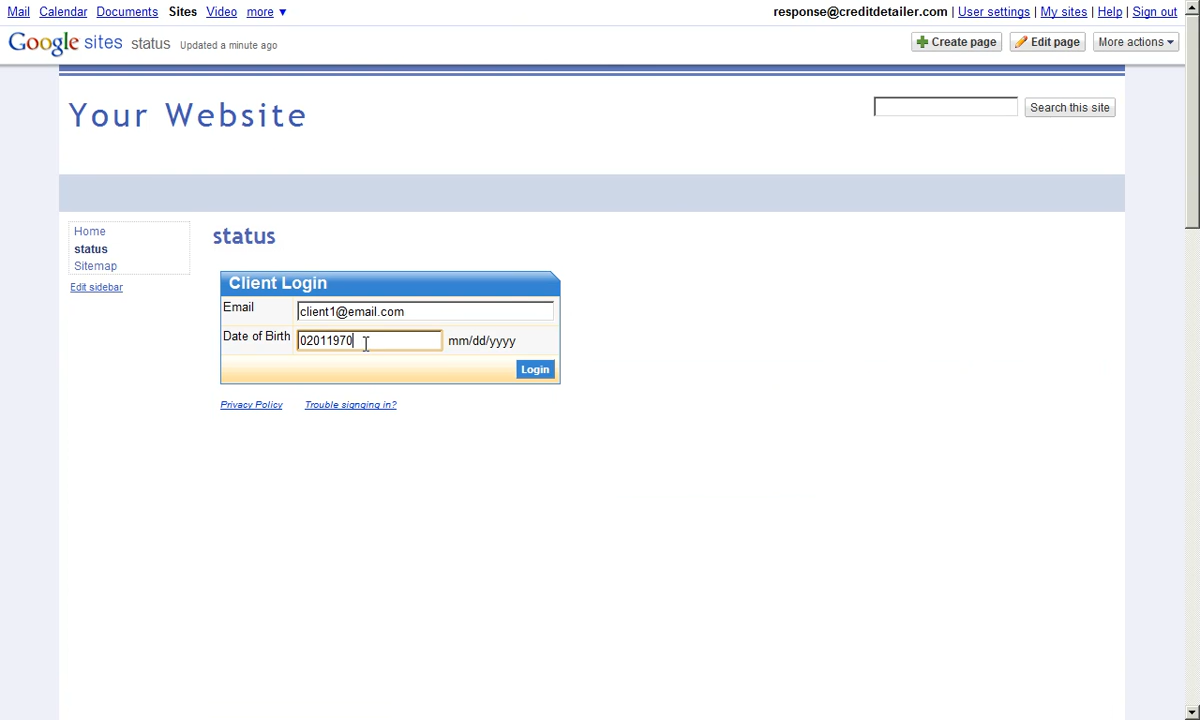 Mail Calendar Documents Sites Video more ▼ response@creditdetailer.com | User settings | My sites | Help | Sign out
Google sites status Updated a minute ago Create page Edit page More actions
Your Website
Search this site
Home
status
status
Sitemap
Edit sidebar
Client Login
Email client1@email.com
Date of Birth 02011970 mm/dd/yyyy
Login
Privacy Policy Trouble signging in?